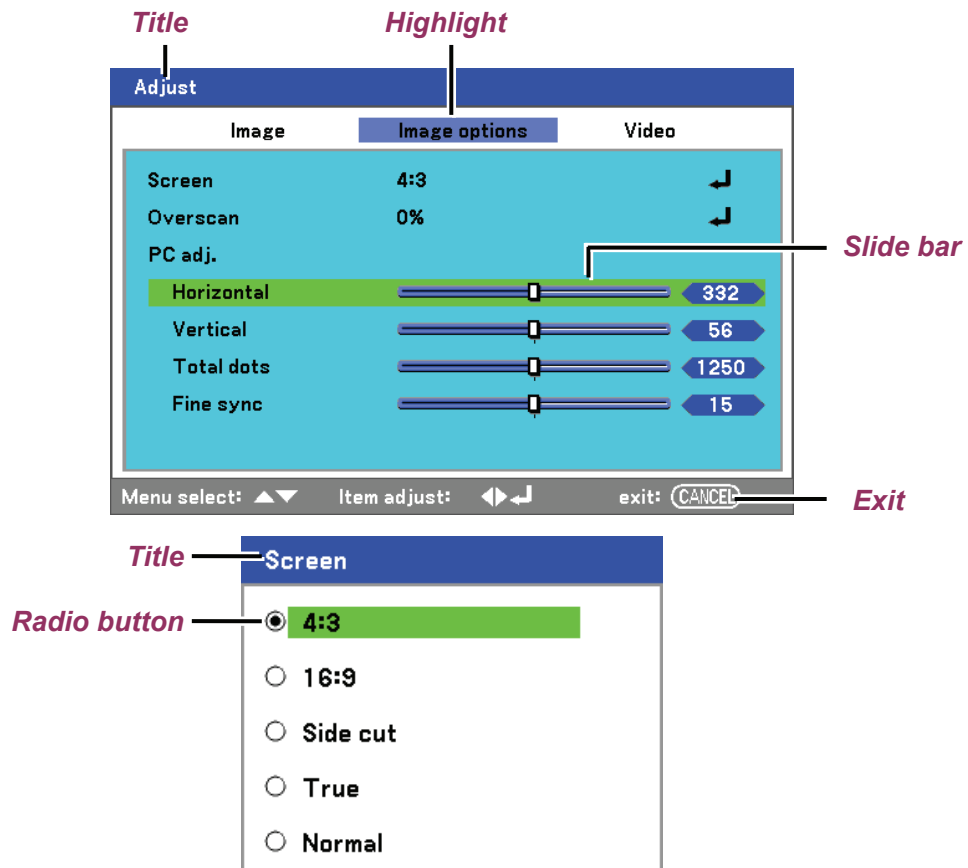 Title Highlight
Adjust
Image Image options Video
Screen 4:3
Overscan 0%
PC adj.
Slide bar
Horizontal 332
Vertical 56
Total dots 1250
Fine sync 15
Menu select: Item adjust: exit: CANCEL
Exit
Title
Screen
Radio button
4:3
16:9
Side cut
True
Normal